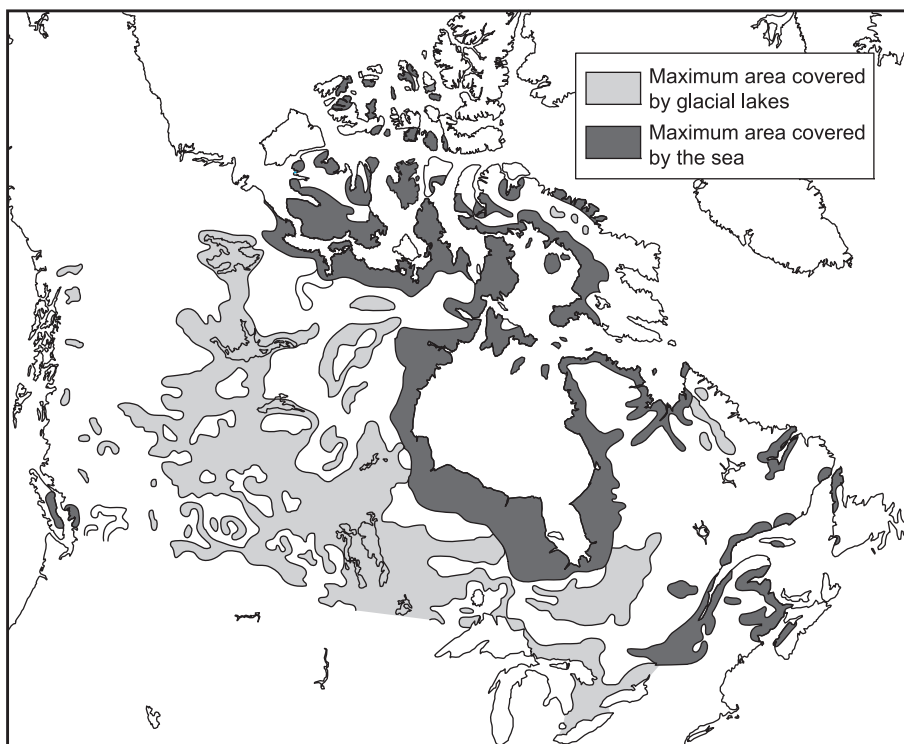 Maximum area covered
by glacial lakes
Maximum area covered
by the sea